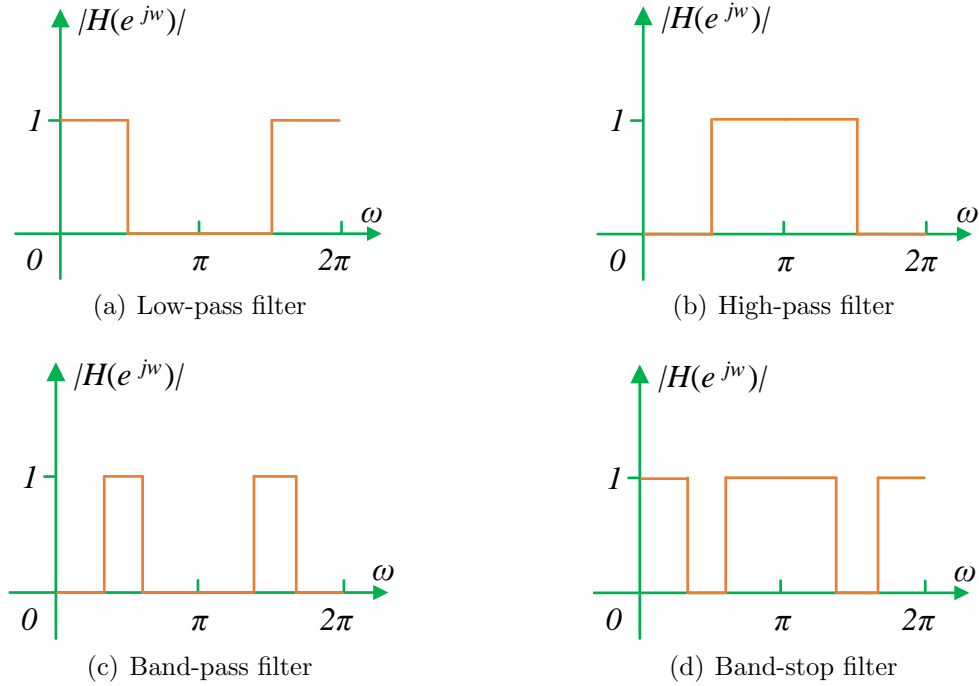 |H(e^{jw})|
1
ω
0
π
2π
(a) Low-pass filter
|H(e^{jw})|
1
ω
0
π
2π
(b) High-pass filter
|H(e^{jw})|
1
ω
0
π
2π
(c) Band-pass filter
|H(e^{jw})|
1
ω
0
π
2π
(d) Band-stop filter